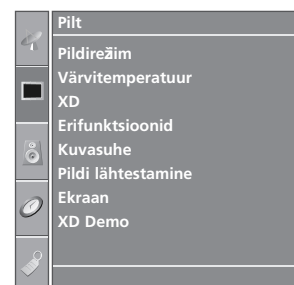 Pilt
Pildirežiim
Värvitemperatuur
XD
Erifunktsioonid
Kuvasuhe
Pildi lähtestamine
Ekraan
XD Demo